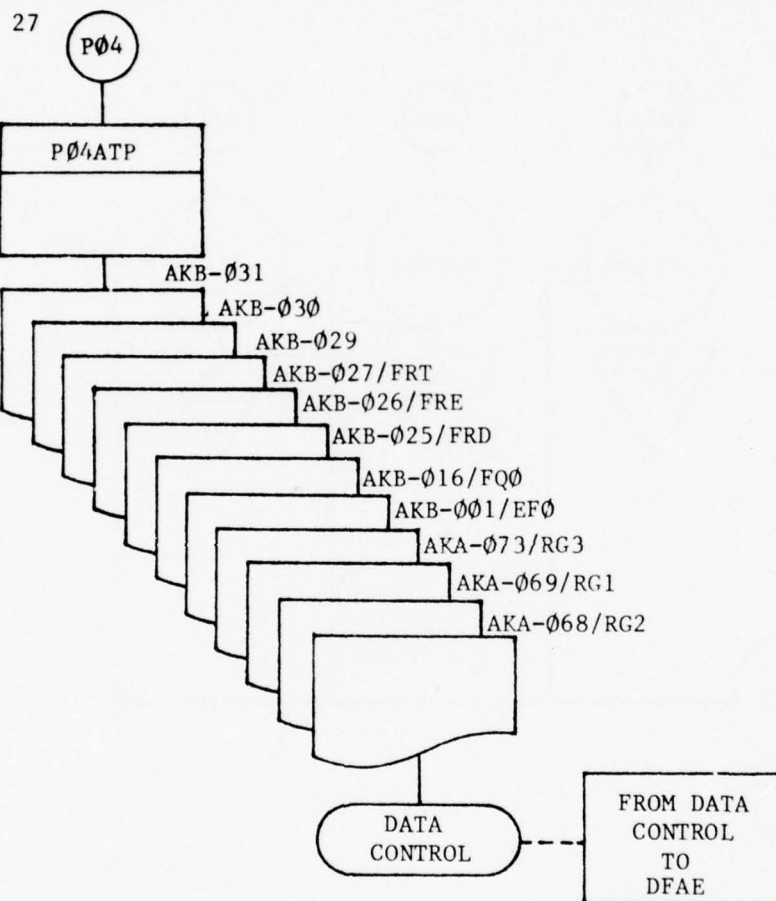 27
PØ4
PØ4ATP
AKB-Ø31
AKB-Ø3Ø
AKB-Ø29
AKB-Ø27/FRT
AKB-Ø26/FRE
AKB-Ø25/FRD
AKB-Ø16/FQØ
AKB-ØØ1/EFØ
AKA-Ø73/RG3
AKA-Ø69/RG1
AKA-Ø68/RG2
DATA
CONTROL
FROM DATA
CONTROL
TO
DFAE